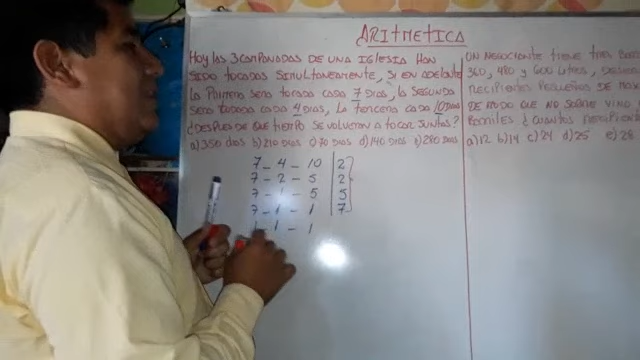 ARITMETICA
HOY LAS 3 CAMPANADAS DE UNA IGLESIA HAN
SIDO TOCADAS SIMULTANEAMENTE, SI EN ADELANTE
LA PRIMERA SERA TOCADA CADA 7 DIAS, LA SEGUNDA
SERA TOCADA CADA 4 DIAS, LA TERCERA CADA 10 DIAS
¿DESPUES DE QUE TIEMPO SE VOLVERAN A TOCAR JUNTAS?
a) 350 DIAS b) 210 DIAS c) 70 DIAS d) 140 DIAS e) 280 DIAS
7 - 4 - 10 | 2
7 - 2 - 5 | 2
7 - 1 - 5 | 5
7 - 1 - 1 | 7
1 - 1 - 1
UN NEGOCIANTE TIENE TRES
360, 480 y 600 LITROS,
RECIPIENTES PEQUEÑOS DE
DE MODO QUE NO SOBRE VINO
BARRILES ¿CUANTOS
a) 12 b) 14 c) 24 d) 25 e) 28